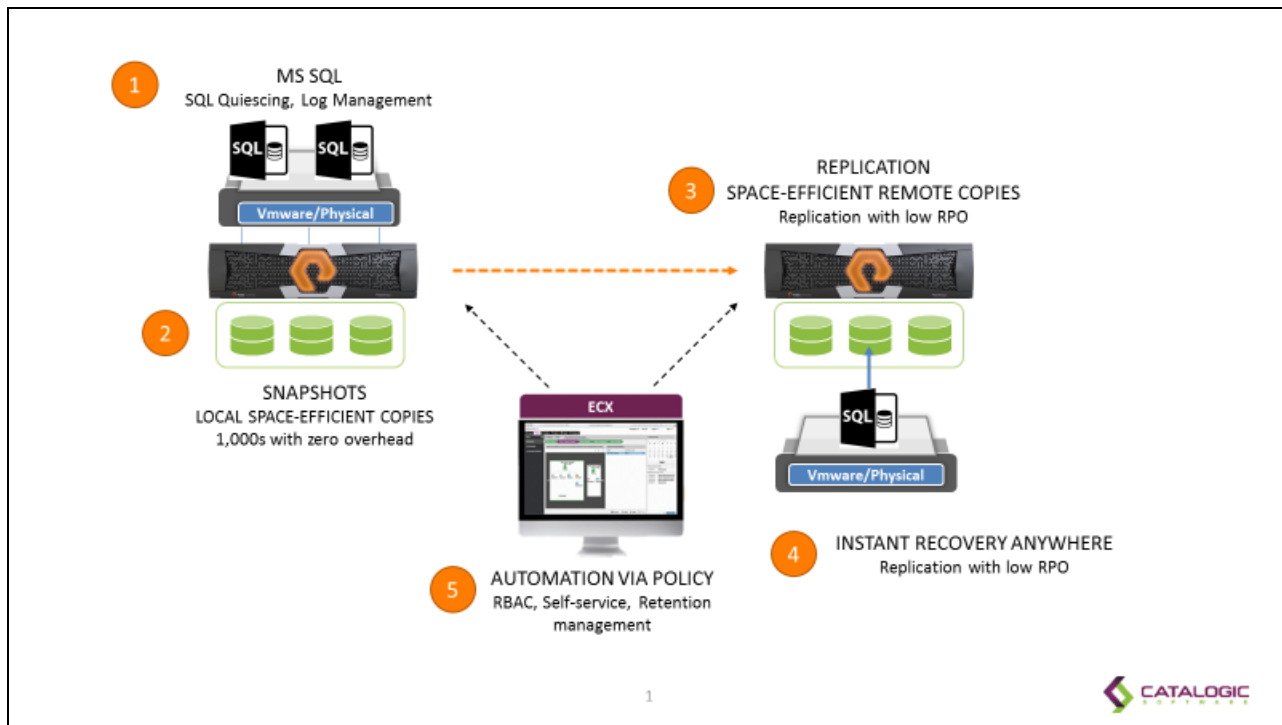 1
MS SQL
SQL Quiescing, Log Management
SQL
SQL
Vmware/Physical
2
SNAPSHOTS
LOCAL SPACE-EFFICIENT COPIES
1,000s with zero overhead
3
REPLICATION
SPACE-EFFICIENT REMOTE COPIES
Replication with low RPO
SQL
Vmware/Physical
4
INSTANT RECOVERY ANYWHERE
Replication with low RPO
ECX
5
AUTOMATION VIA POLICY
RBAC, Self-service, Retention
management
1
CATALOGIC
SOFTWARE